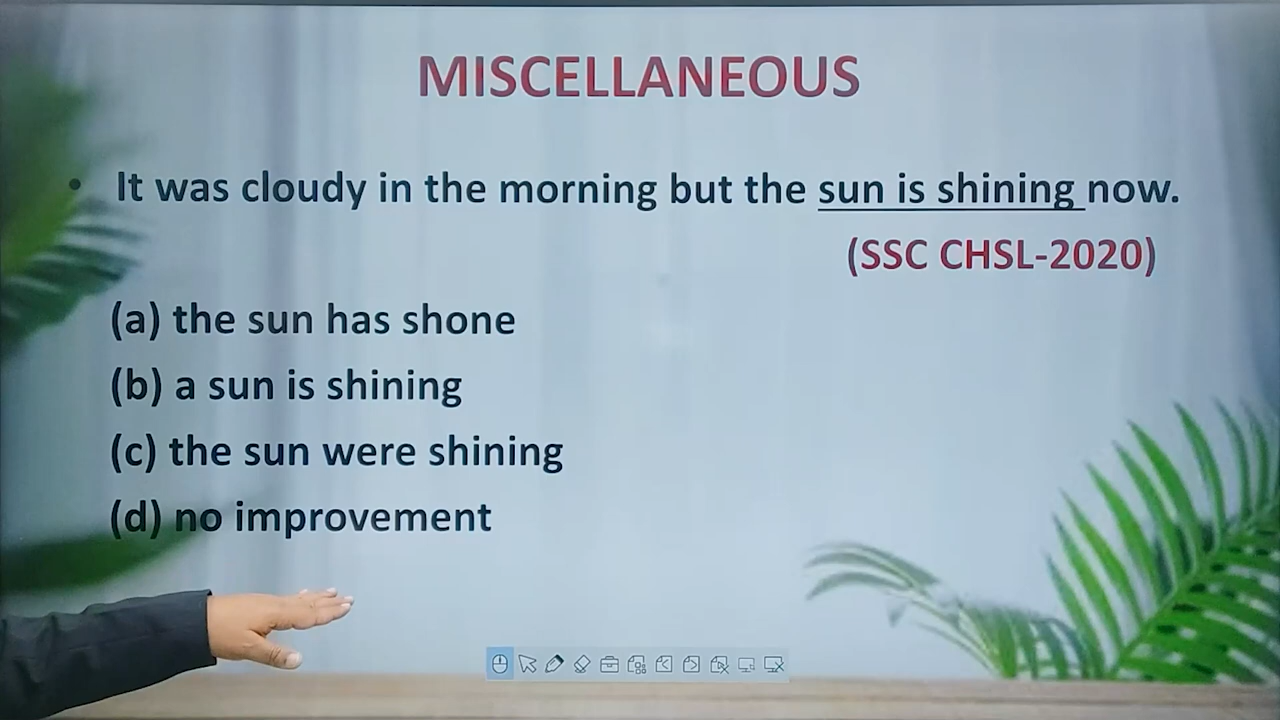 MISCELLANEOUS
• It was cloudy in the morning but the sun is shining now.
(SSC CHSL-2020)
(a) the sun has shone
(b) a sun is shining
(c) the sun were shining
(d) no improvement